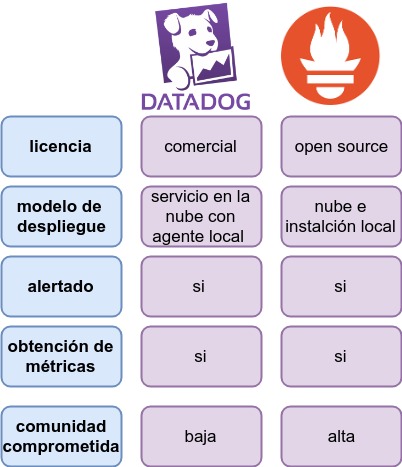 DATADOG
licencia
comercial
open source
modelo de
despliegue
servicio en la
nube con
agente local
nube e
instalción local
alertado
si
si
obtención de
métricas
si
si
comunidad
comprometida
baja
alta